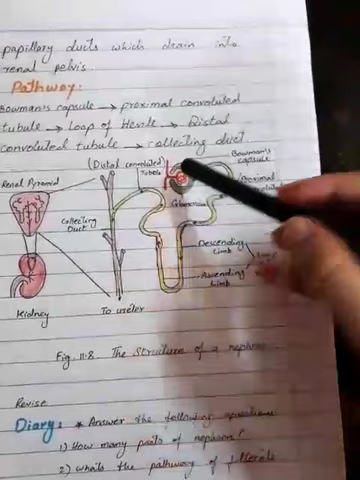 papillary ducts which drain into
renal pelvis.
Pathway:
Bowman's capsule → proximal convoluted
tubule → Loop of Henle → Distal
convoluted tubule → collecting duct
(Distal convoluted
Tubule
Bowman's
capsule
Renal Pyramid
Glomerulus
Collecting
Duct
Descending
Limb
Ascending
Limb
Kidney
To ureter
Fig. 11.8. The Structure of a nephron
Revise
Diary: * Answer the following questions
1) How many parts of nephron?
2) what's the pathway of